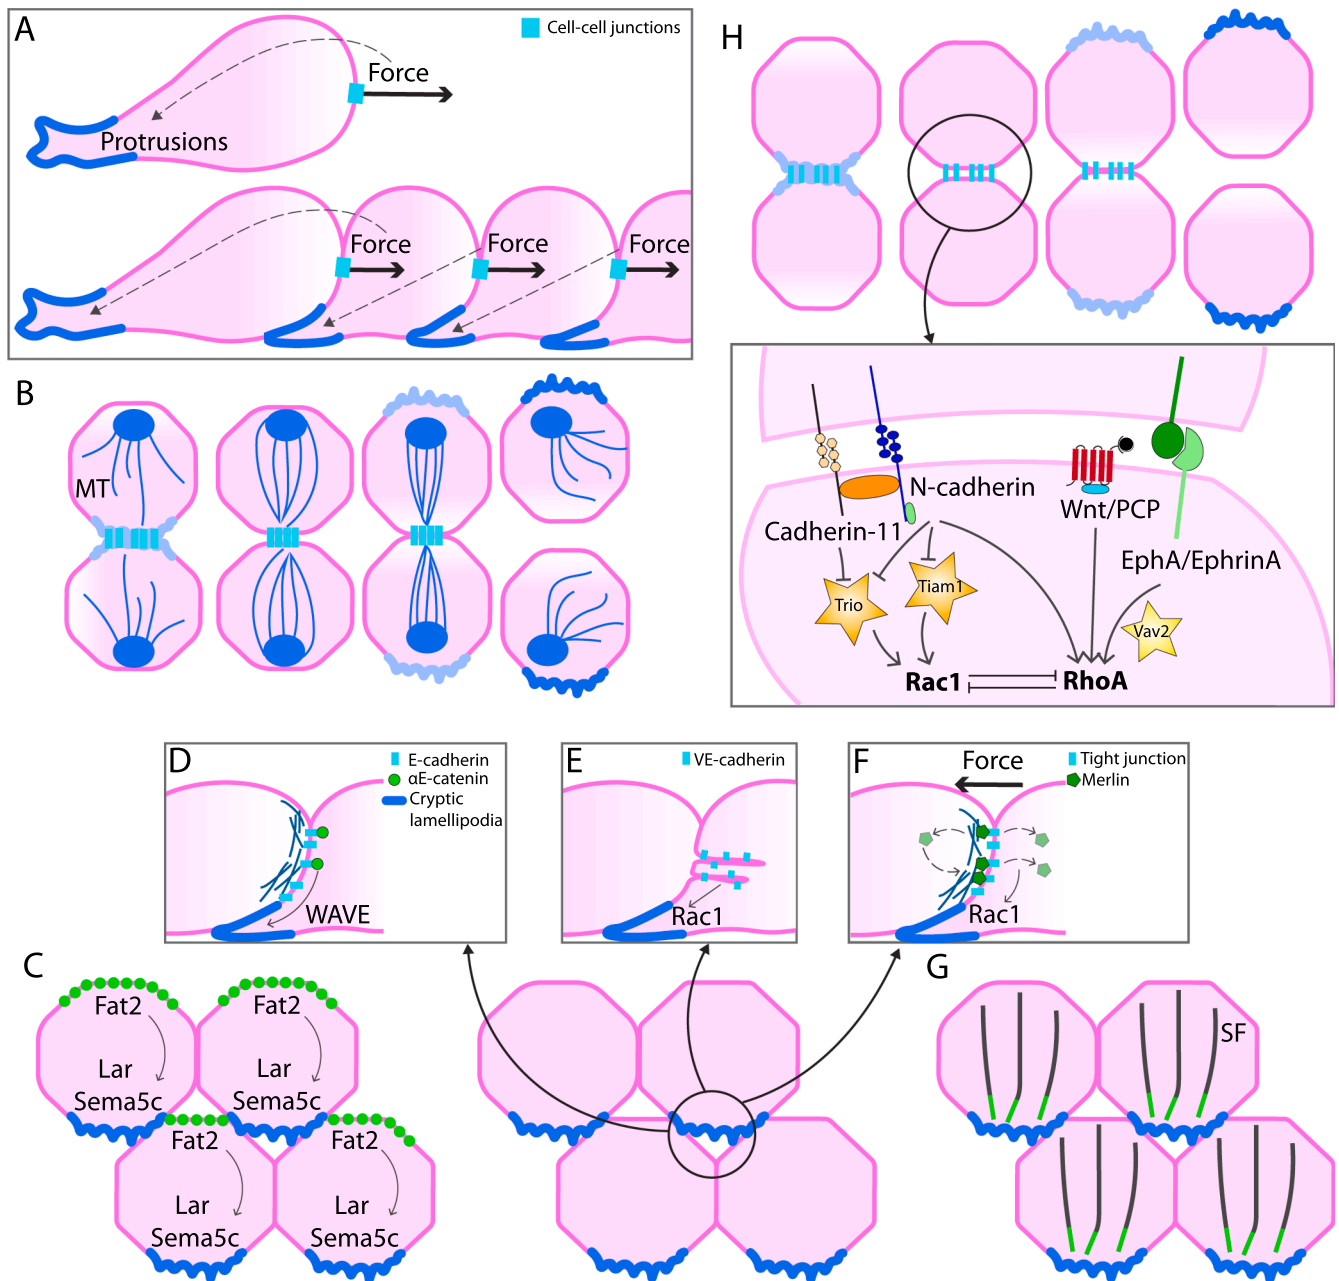 A
Cell-cell junctions
Force
Protrusions
Force
Force
Force
B
MT
H
N-cadherin
Cadherin-11
Wnt/PCP
EphA/EphrinA
Trio
Tiam1
Vav2
Rac1
RhoA
D
E-cadherin
αE-catenin
Cryptic
lamellipodia
WAVE
E
VE-cadherin
Rac1
F
Force
Tight junction
Merlin
Rac1
C
Fat2
Fat2
Lar
Sema5c
Lar
Sema5c
Fat2
Fat2
Lar
Sema5c
Lar
Sema5c
G
SF